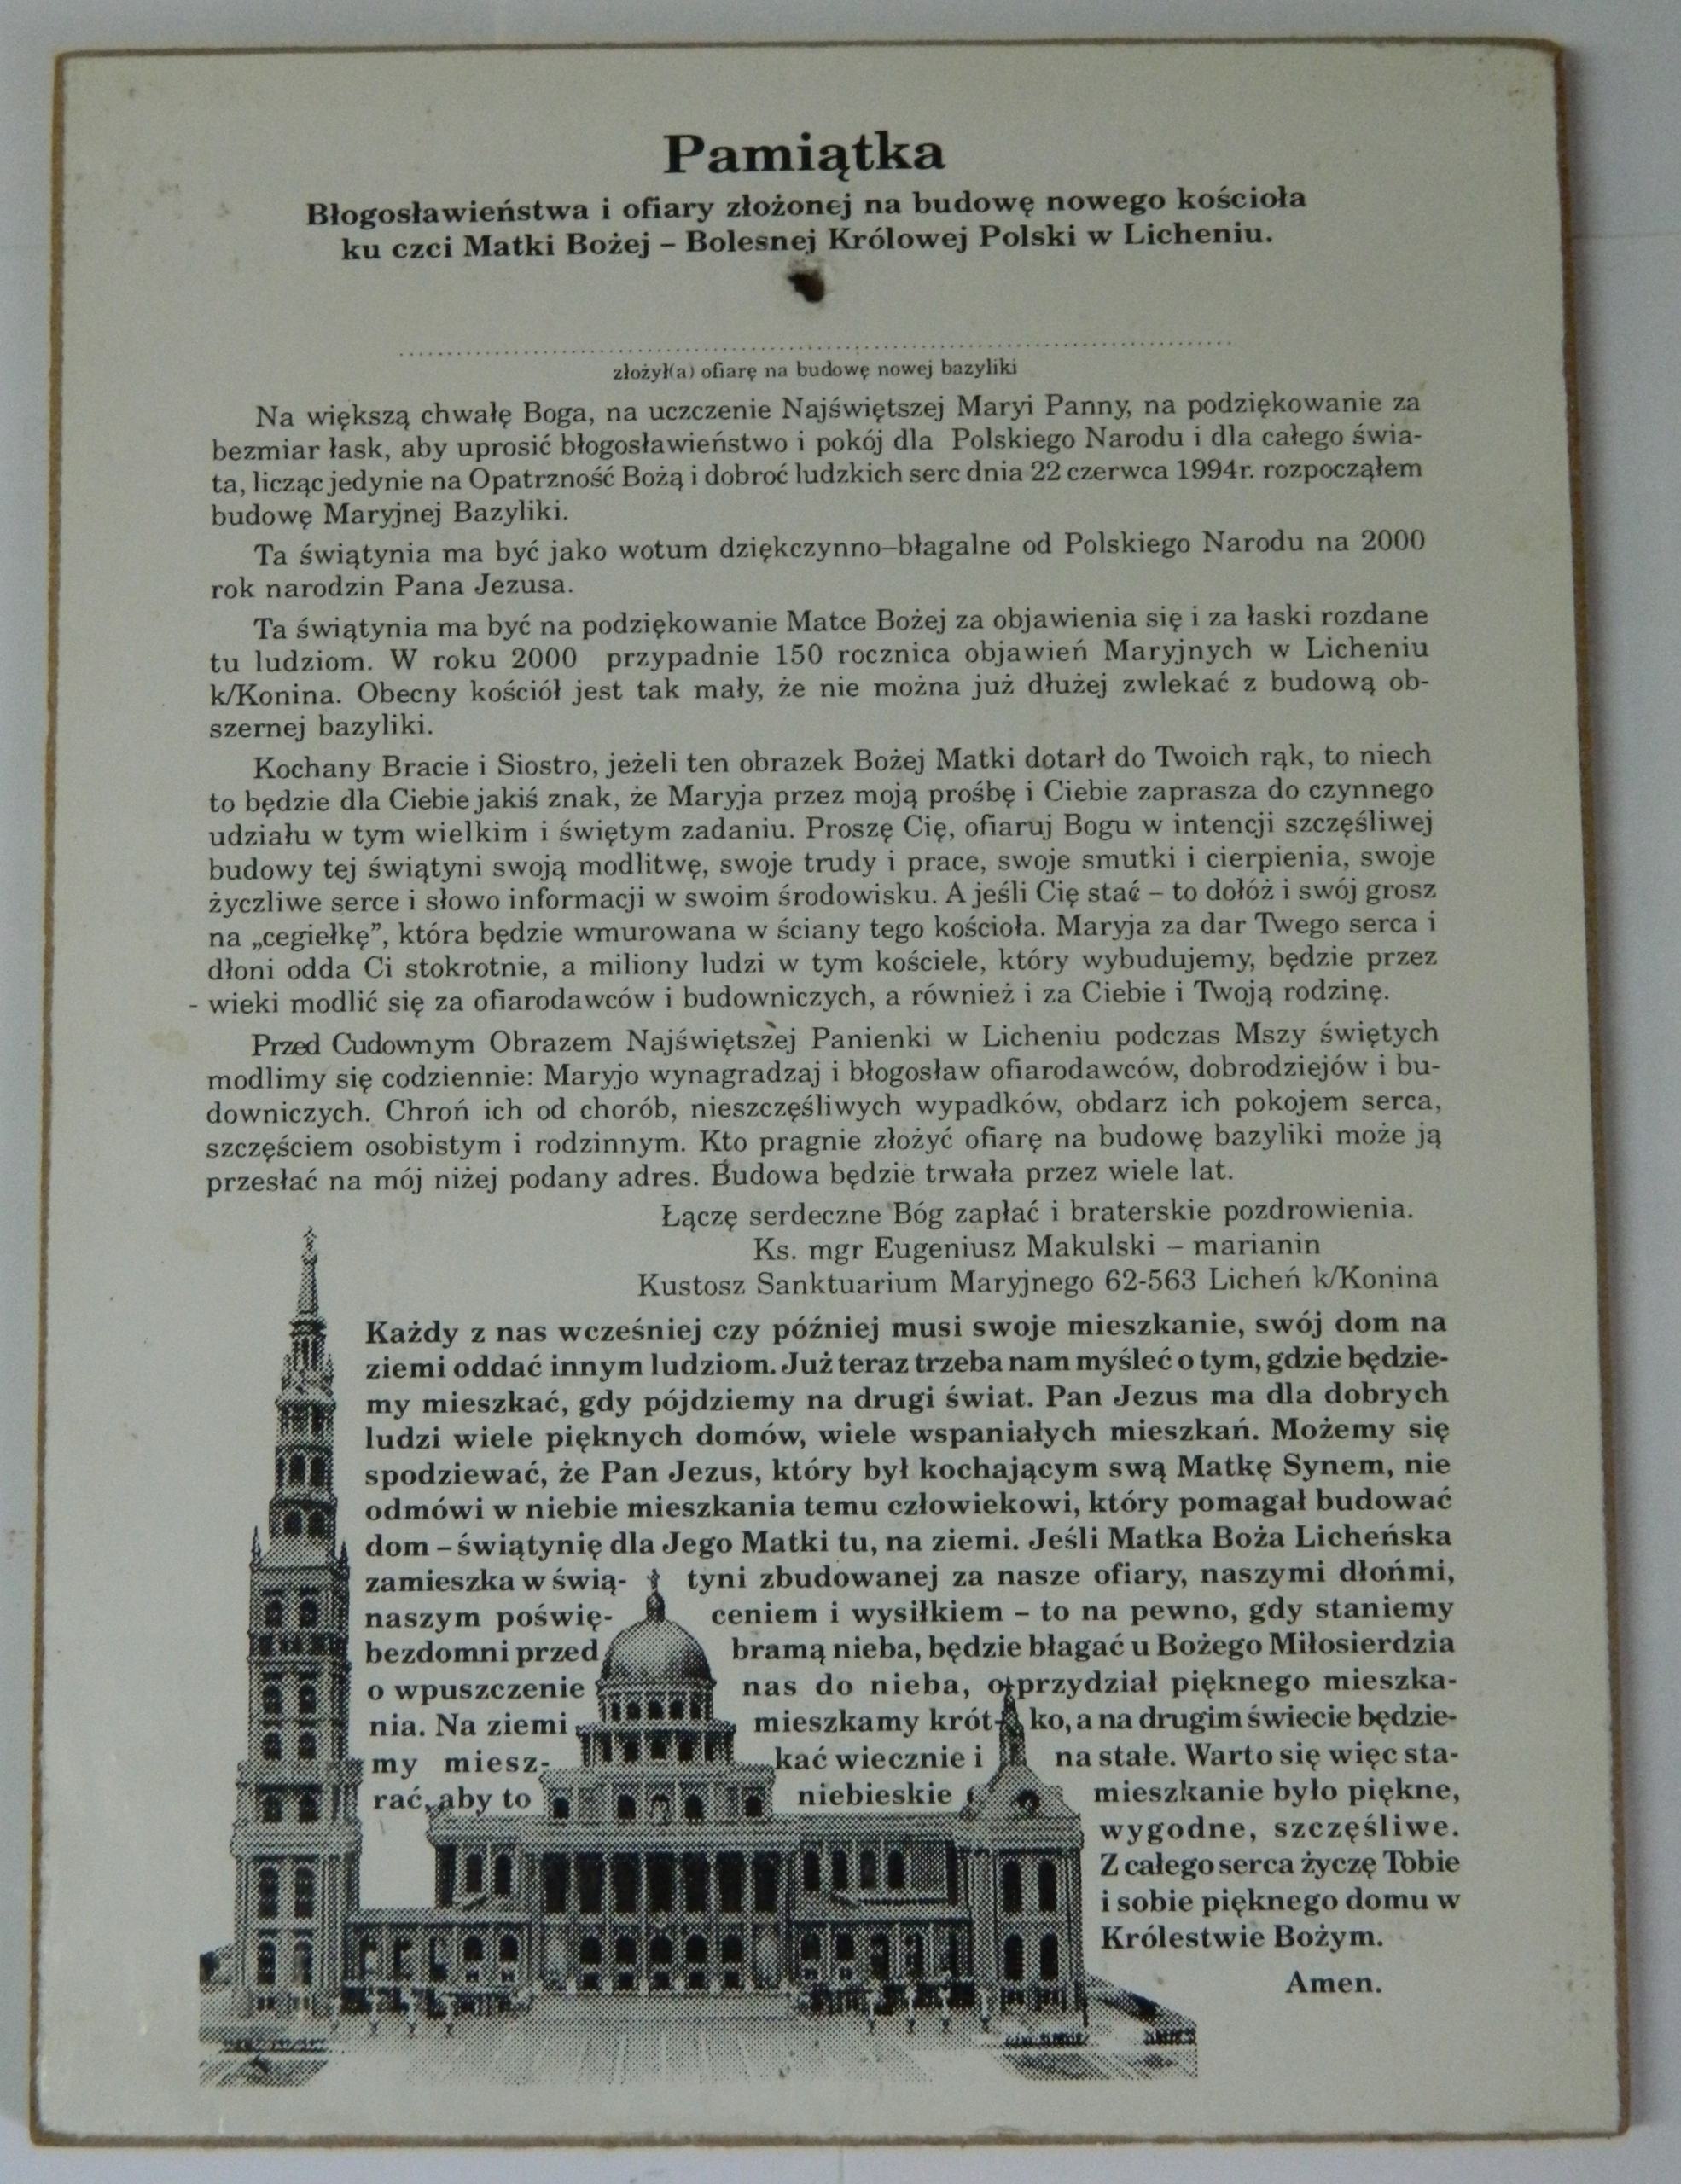 Pamiątka
Błogosławieństwa i ofiary złożonej na budowę nowego kościoła
ku czci Matki Bożej – Bolesnej Królowej Polski w Licheniu.
złożył(a) ofiarę na budowę nowej bazyliki
Na większą chwałę Boga, na uczczenie Najświętszej Maryi Panny, na podziękowanie za
bezmiar łask, aby uprosić błogosławieństwo i pokój dla Polskiego Narodu i dla całego świa-
ta, licząc jedynie na Opatrzność Bożą i dobroć ludzkich serc dnia 22 czerwca 1994r. rozpocząłem
budowę Maryjnej Bazyliki.
Ta świątynia ma być jako wotum dziękczynno–błagalne od Polskiego Narodu na 2000
rok narodzin Pana Jezusa.
Ta świątynia ma być na podziękowanie Matce Bożej za objawienia się i za łaski rozdane
tu ludziom. W roku 2000 przypadnie 150 rocznica objawień Maryjnych w Licheniu
k/Konina. Obecny kościół jest tak mały, że nie można już dłużej zwlekać z budową ob-
szernej bazyliki.
Kochany Bracie i Siostro, jeżeli ten obrazek Bożej Matki dotarł do Twoich rąk, to niech
to będzie dla Ciebie jakiś znak, że Maryja przez moją prośbę i Ciebie zaprasza do czynnego
udziału w tym wielkim i świętym zadaniu. Proszę Cię, ofiaruj Bogu w intencji szczęśliwej
budowy tej świątyni swoją modlitwę, swoje trudy i prace, swoje smutki i cierpienia, swoje
życzliwe serce i słowo informacji w swoim środowisku. A jeśli Cię stać – to dołóż i swój grosz
na „cegiełkę”, która będzie wmurowana w ściany tego kościoła. Maryja za dar Twego serca i
dłoni odda Ci stokrotnie, a miliony ludzi w tym kościele, który wybudujemy, będzie przez
- wieki modlić się za ofiarodawców i budowniczych, a również i za Ciebie i Twoją rodzinę.
Przed Cudownym Obrazem Najświętszej Panienki w Licheniu podczas Mszy świętych
modlimy się codziennie: Maryjo wynagradzaj i błogosław ofiarodawców, dobrodziejów i bu-
downiczych. Chroń ich od chorób, nieszczęśliwych wypadków, obdarz ich pokojem serca,
szczęściem osobistym i rodzinnym. Kto pragnie złożyć ofiarę na budowę bazyliki może ją
przesłać na mój niżej podany adres. Budowa będzie trwała przez wiele lat.
Łączę serdeczne Bóg zapłać i braterskie pozdrowienia.
Ks. mgr Eugeniusz Makulski – marianin
Kustosz Sanktuarium Maryjnego 62-563 Licheń k/Konina
Każdy z nas wcześniej czy później musi swoje mieszkanie, swój dom na
ziemi oddać innym ludziom. Już teraz trzeba nam myśleć o tym, gdzie będzie-
my mieszkać, gdy pójdziemy na drugi świat. Pan Jezus ma dla dobrych
ludzi wiele pięknych domów, wiele wspaniałych mieszkań. Możemy się
spodziewać, że Pan Jezus, który był kochającym swą Matkę Synem, nie
odmówi w niebie mieszkania temu człowiekowi, który pomagał budować
dom – świątynię dla Jego Matki tu, na ziemi. Jeśli Matka Boża Licheńska
zamieszka w świą- tyni zbudowanej za nasze ofiary, naszymi dłońmi,
naszym poświę- ceniem i wysiłkiem – to na pewno, gdy staniemy
bezdomni przed bramą nieba, będzie błagać u Bożego Miłosierdzia
o wpuszczenie nas do nieba, o przydział pięknego mieszka-
nia. Na ziemi mieszkamy krót- ko, a na drugim świecie będzie-
my miesz- kać wiecznie i na stałe. Warto się więc sta-
rać, aby to niebieskie mieszkanie było piękne,
wygodne, szczęśliwe.
Z całego serca życzę Tobie
i sobie pięknego domu w
Królestwie Bożym.
Amen.